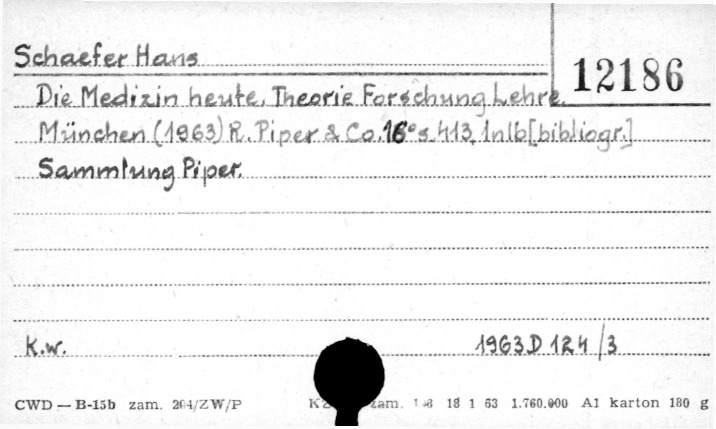 Schaefer Hans
12186
Die Medizin heute. Theorie Forschung Lehre.
München (1963) R. Piper & Co. 16° s. 413, 1nlb [bibliogr.]
Sammlung Piper.
K.w. 1963 D 124/3
CWD — B-15b zam. 204/ZW/P zam. 18 1 63 1.760.000 A1 karton 180 g